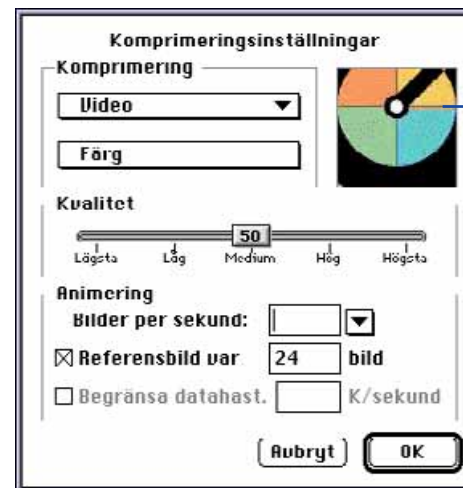 Komprimeringsinställningar
Komprimering
Video
Färg
Kvalitet
50
Lägsta Låg Medium Hög Högsta
Animering
Bilder per sekund:
Referensbild var 24 bild
Begränsa datahast. K/sekund
Avbryt OK